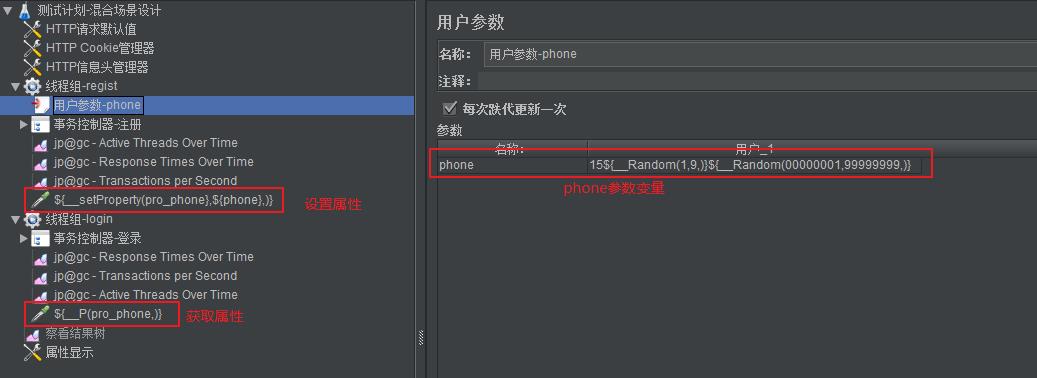 测试计划-混合场景设计
HTTP请求默认值
HTTP Cookie管理器
HTTP信息头管理器
线程组-regist
用户参数-phone
事务控制器-注册
jp@gc - Active Threads Over Time
jp@gc - Response Times Over Time
jp@gc - Transactions per Second
${__setProperty(pro_phone},${phone},)}
设置属性
线程组-login
事务控制器-登录
jp@gc - Response Times Over Time
jp@gc - Transactions per Second
jp@gc - Active Threads Over Time
${__P(pro_phone,)}
获取属性
察看结果树
属性显示
用户参数
名称：
用户参数-phone
注释：
每次跌代更新一次
参数
名称:
用户_1
phone
15${__Random(1,9,)}${__Random(00000001,99999999,)}
phone参数变量